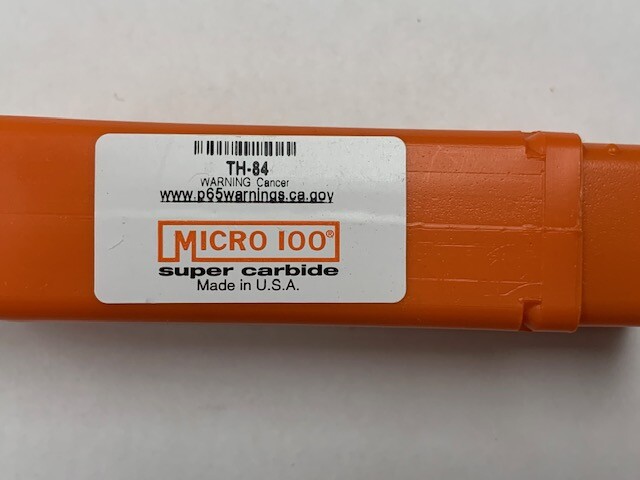 TH-84
WARNING Cancer
www.p65warnings.ca.gov
MICRO 100®
super carbide
Made in U.S.A.